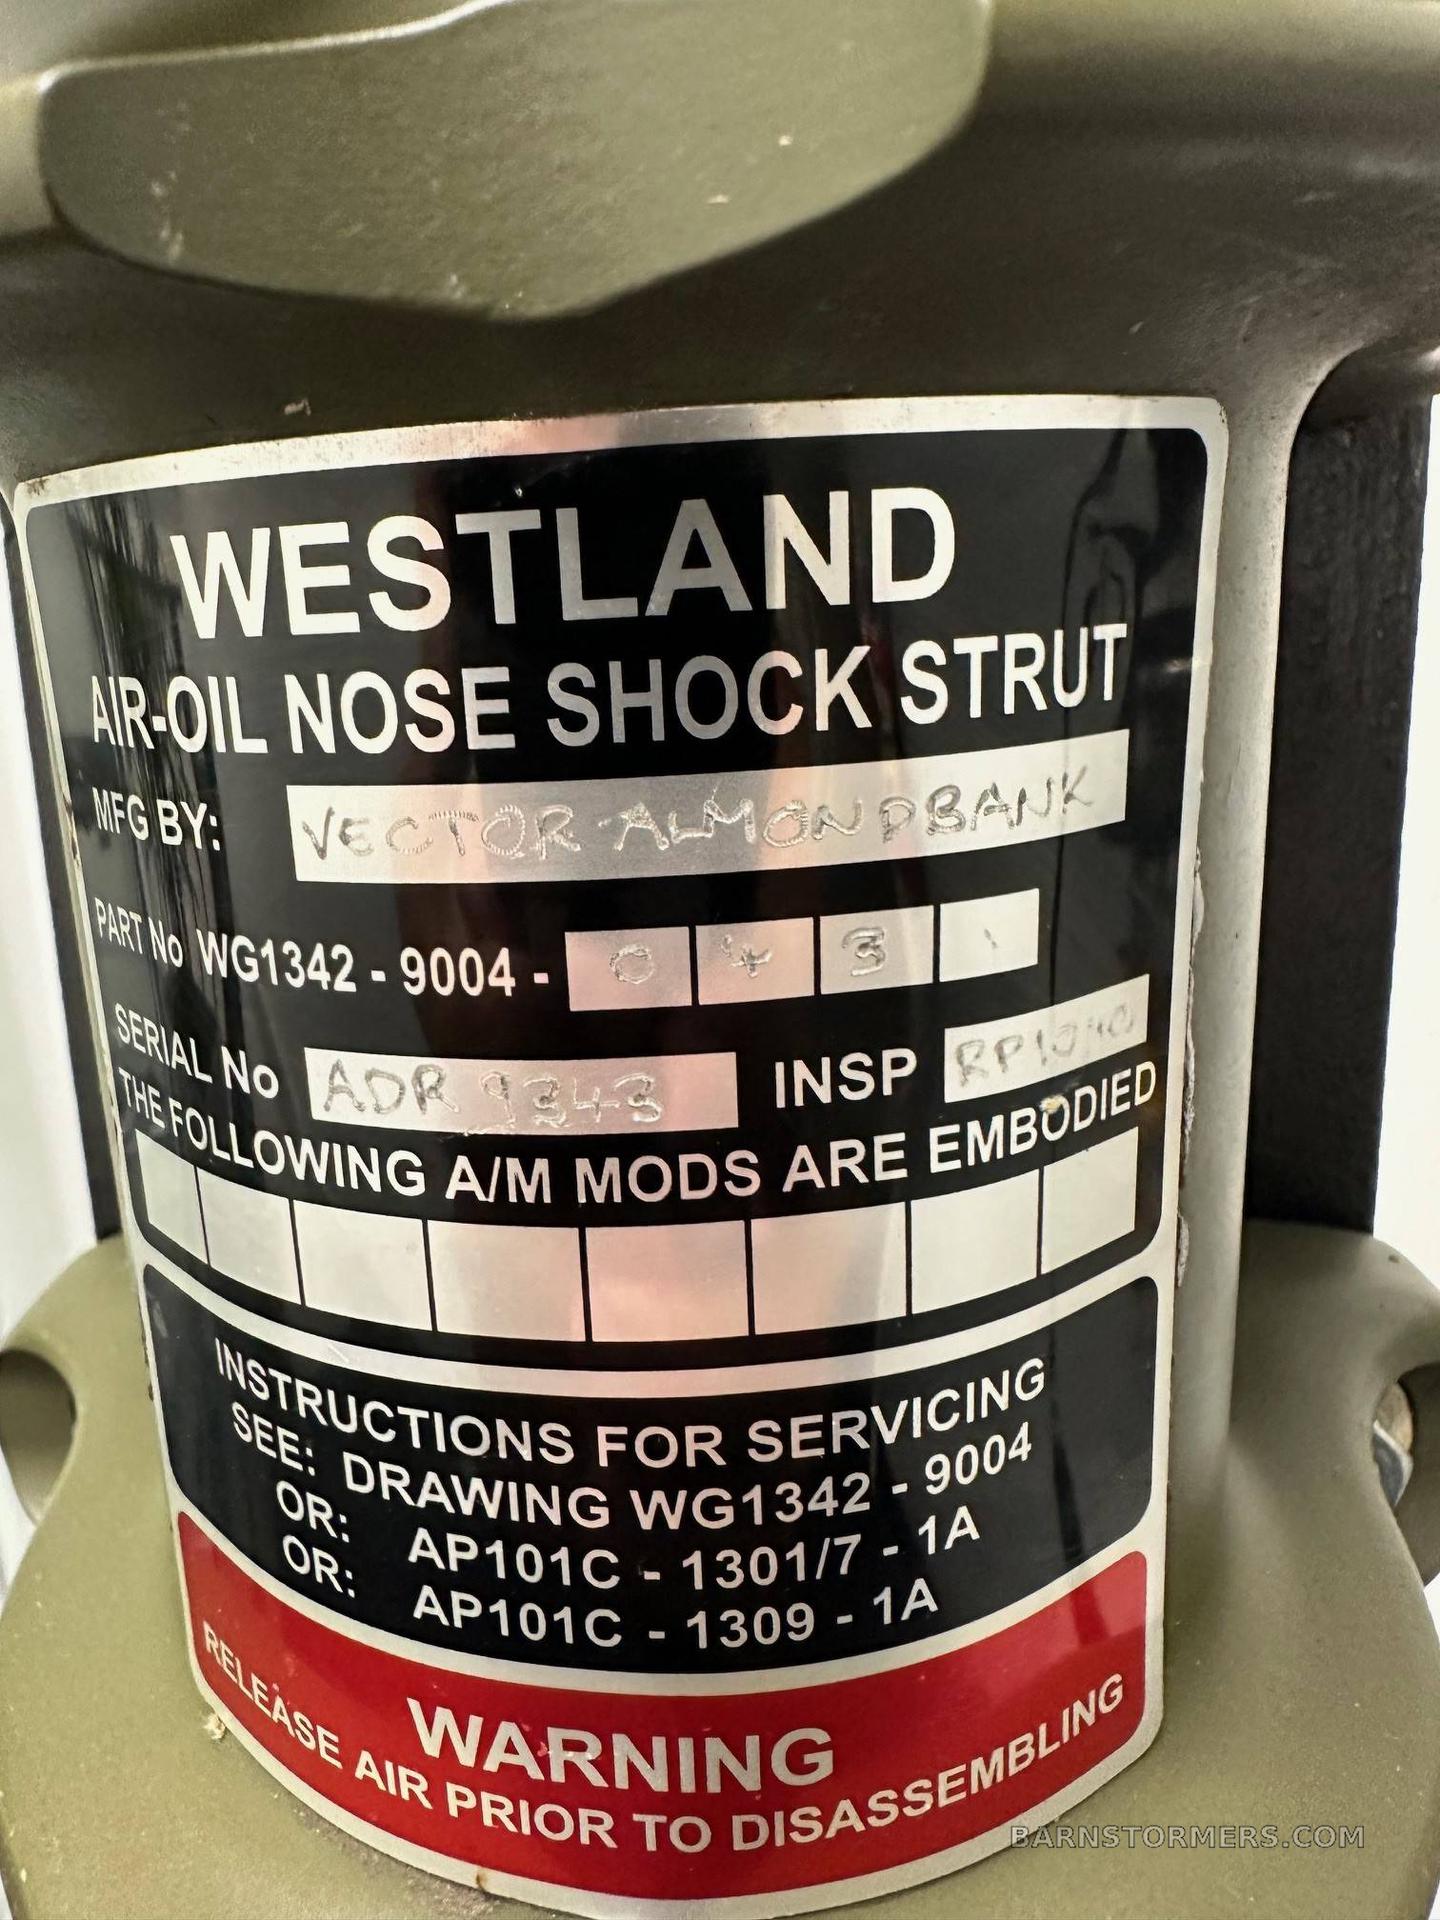 WESTLAND
AIR-OIL NOSE SHOCK STRUT
MFG BY: VECTOR ALMONDBANK
PART No WG1342 - 9004 - 0 4 3 1
SERIAL No ADR 9343 INSP
THE FOLLOWING A/M MODS ARE EMBODIED
INSTRUCTIONS FOR SERVICING
SEE: DRAWING WG1342 - 9004
OR: AP101C - 1301/7 - 1A
OR: AP101C - 1309 - 1A
WARNING
RELEASE AIR PRIOR TO DISASSEMBLING
BARNSTORMERS.COM